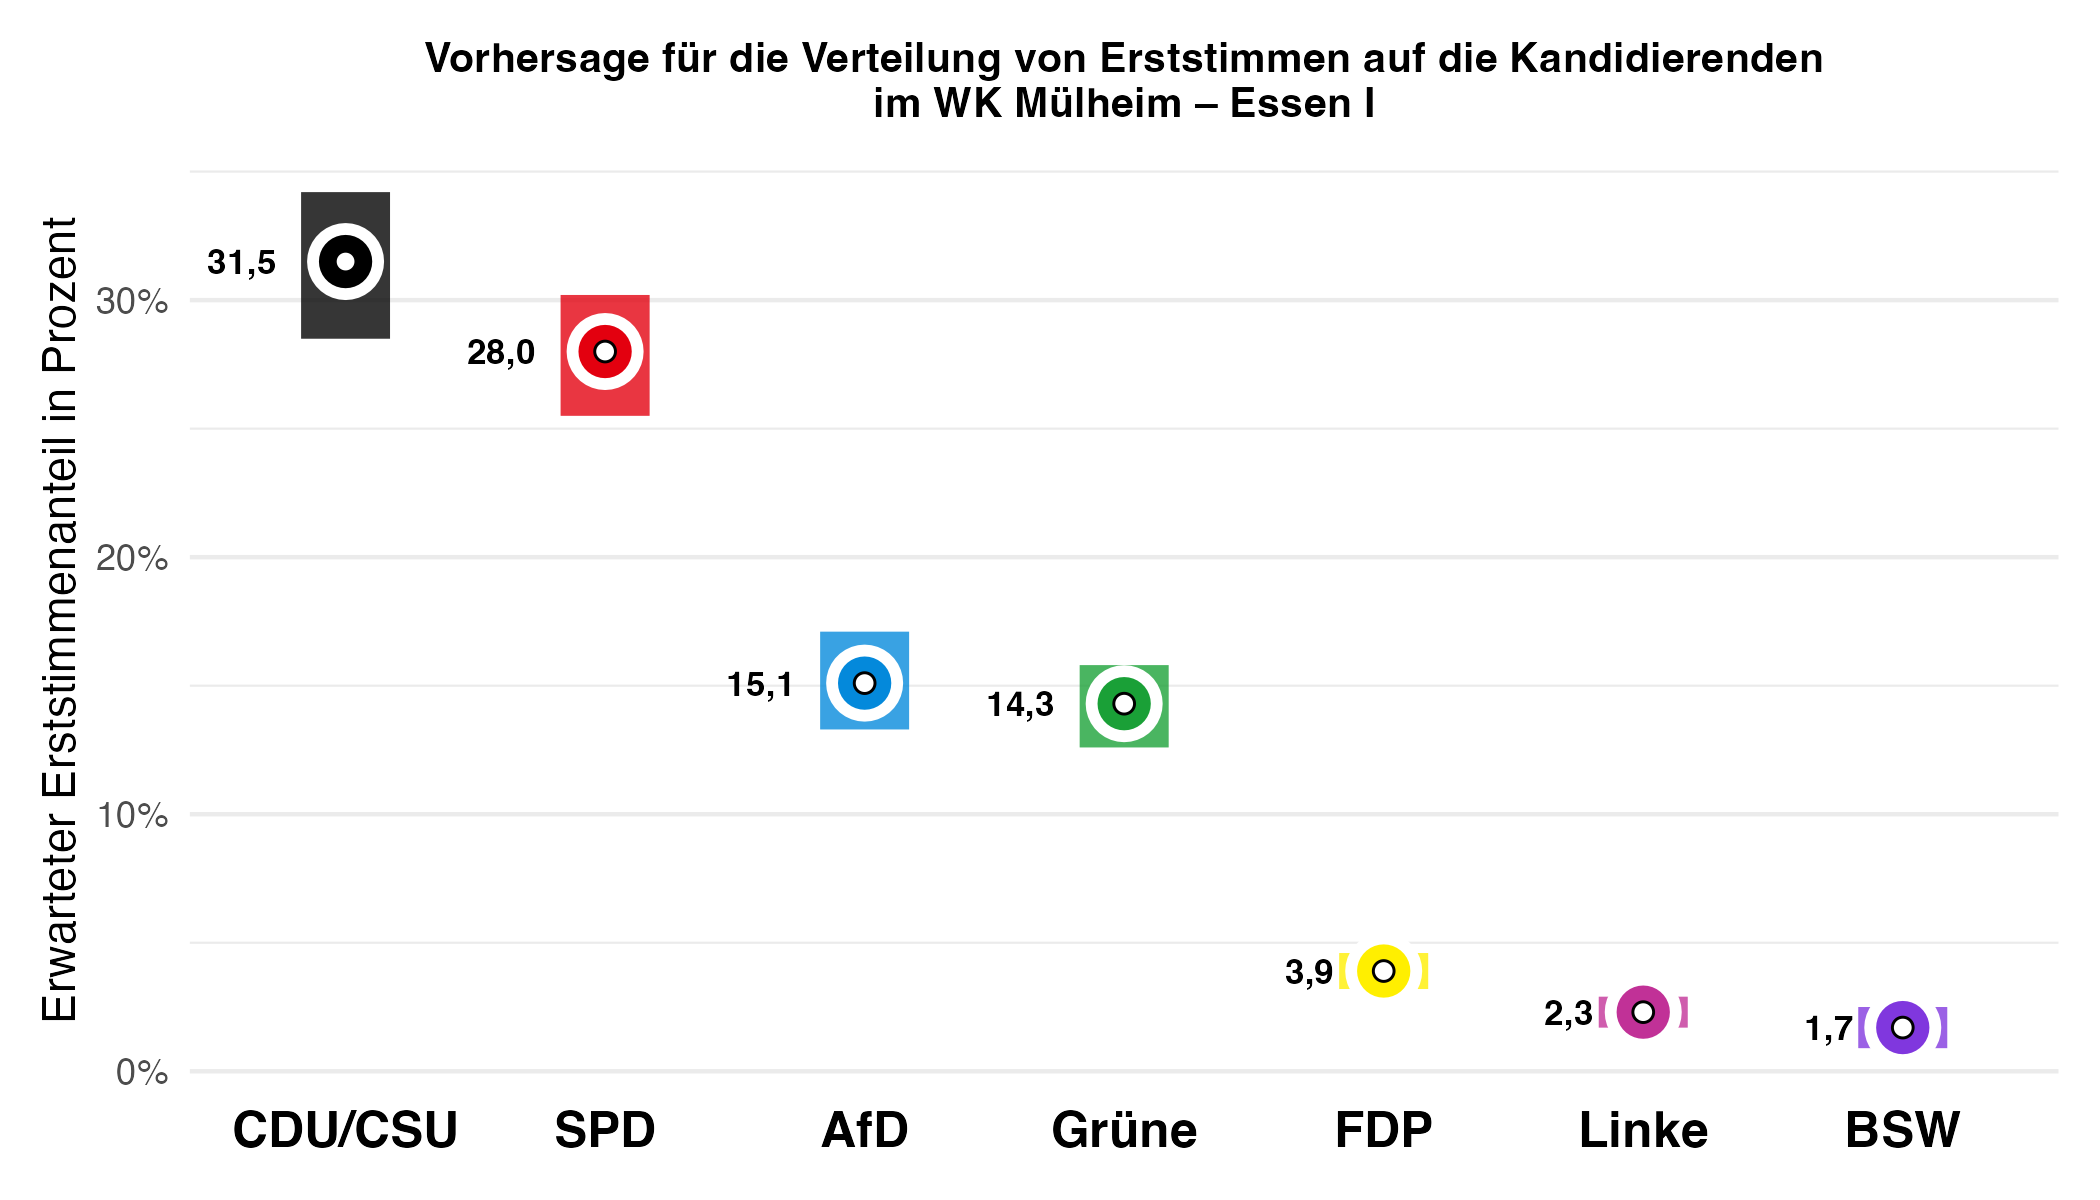 Vorhersage für die Verteilung von Erststimmen auf die Kandidierenden
im WK Mülheim – Essen I
Erwarteter Erststimmenanteil in Prozent
30%
20%
10%
0%
31,5
28,0
15,1
14,3
3,9
2,3
1,7
CDU/CSU
SPD
AfD
Grüne
FDP
Linke
BSW